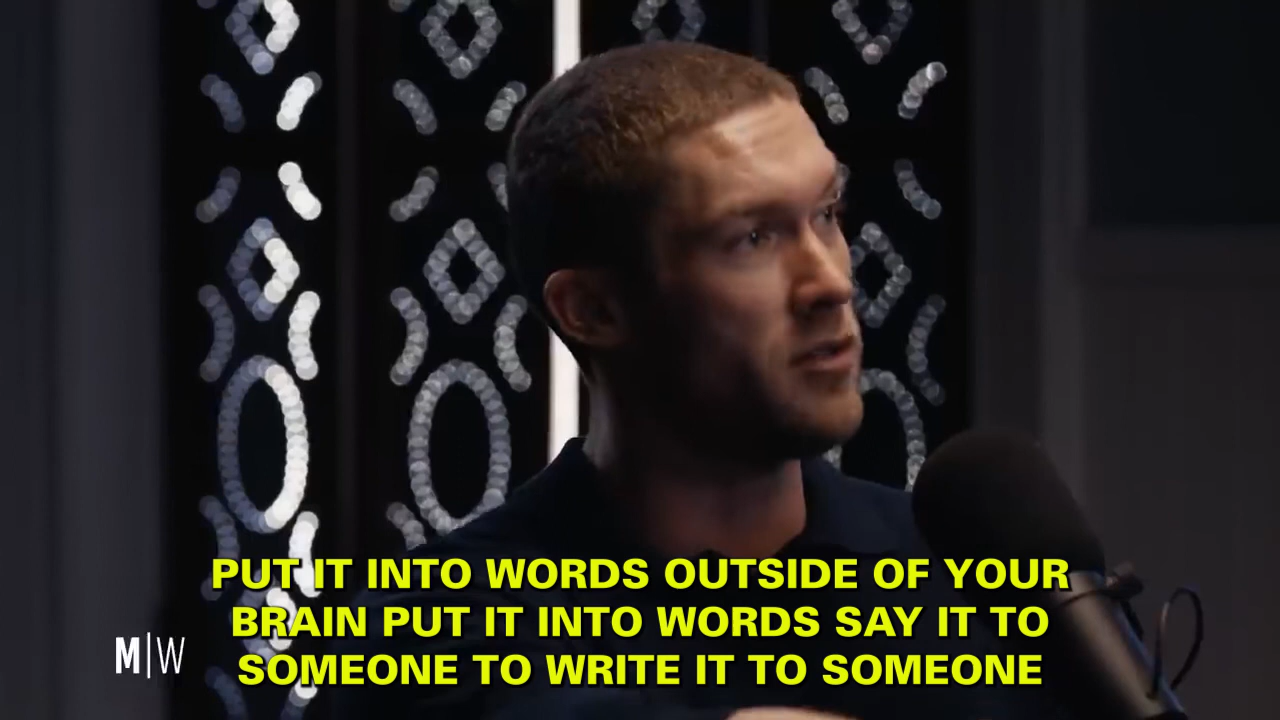 PUT IT INTO WORDS OUTSIDE OF YOUR
BRAIN PUT IT INTO WORDS SAY IT TO
SOMEONE TO WRITE IT TO SOMEONE
M|W